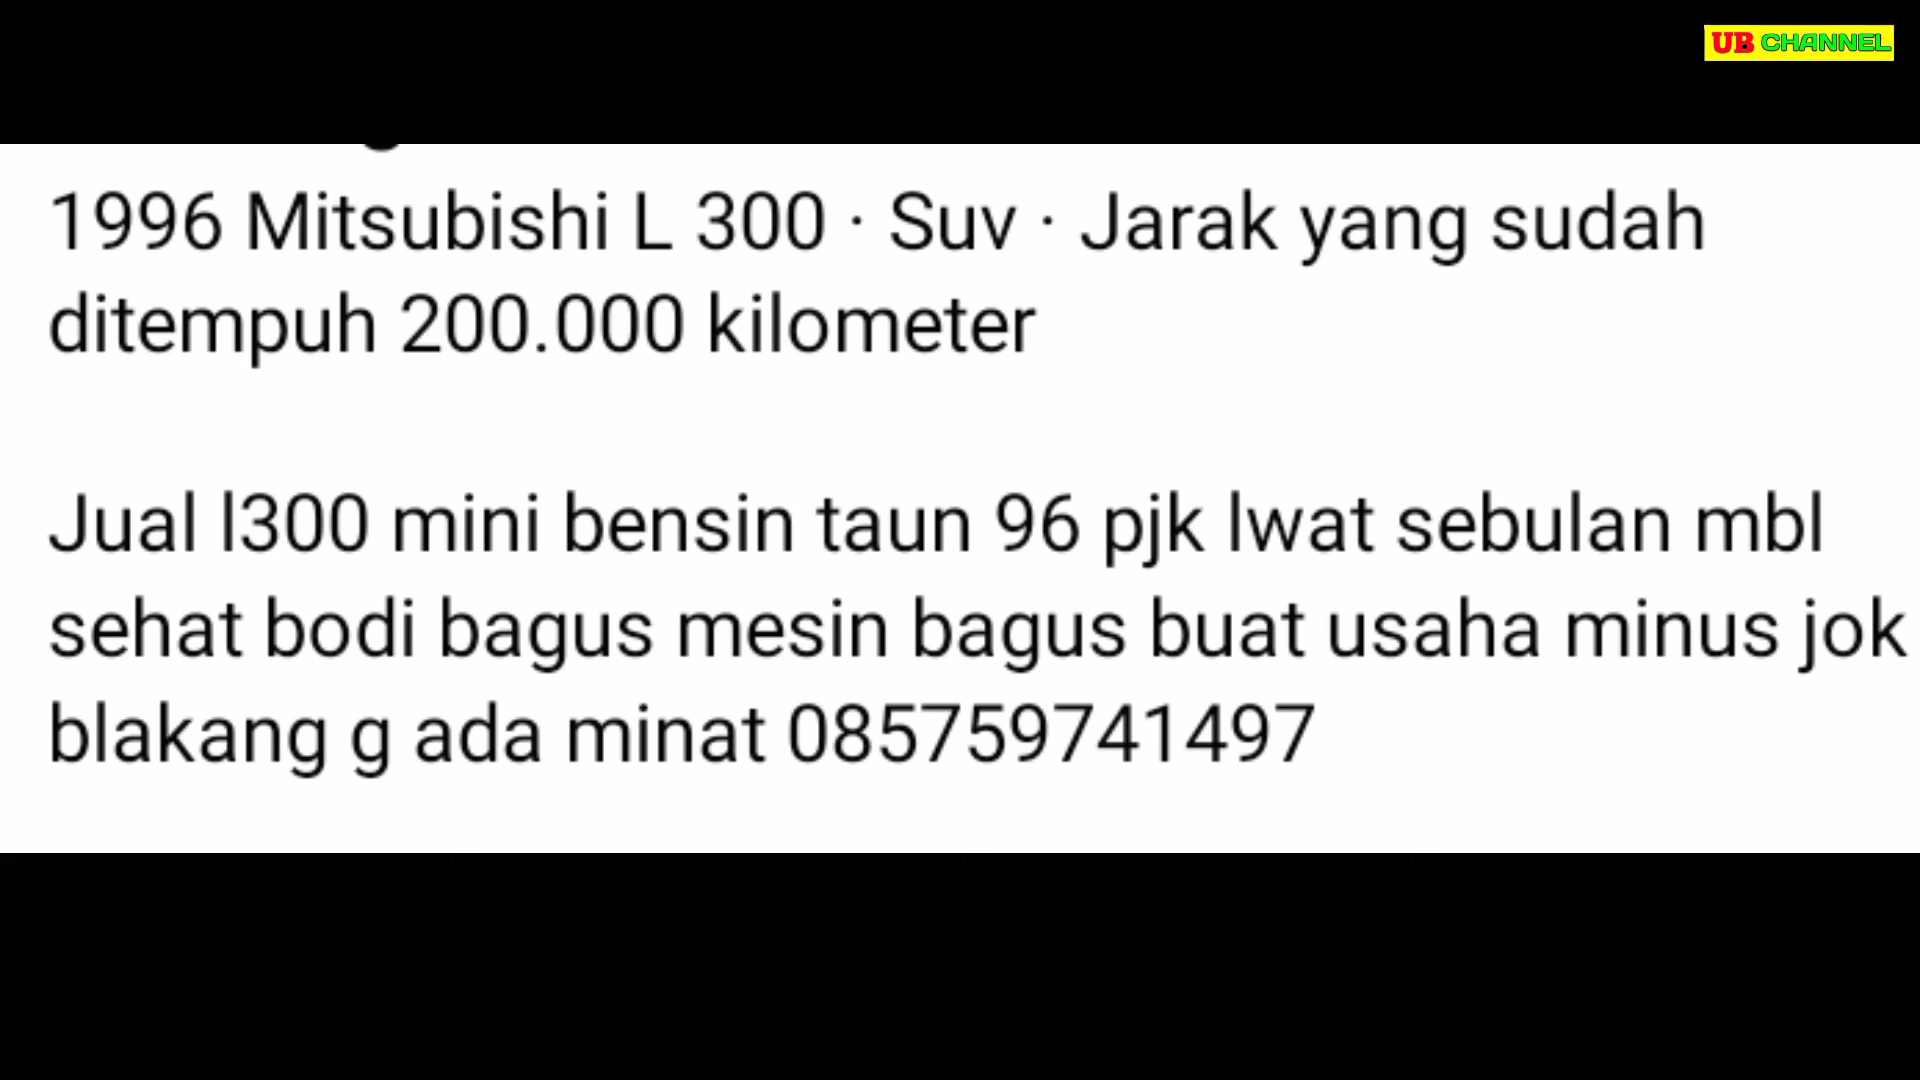 UB CHANNEL
1996 Mitsubishi L 300 · Suv · Jarak yang sudah
ditempuh 200.000 kilometer
Jual l300 mini bensin taun 96 pjk lwat sebulan mbl
sehat bodi bagus mesin bagus buat usaha minus jok
blakang g ada minat 085759741497